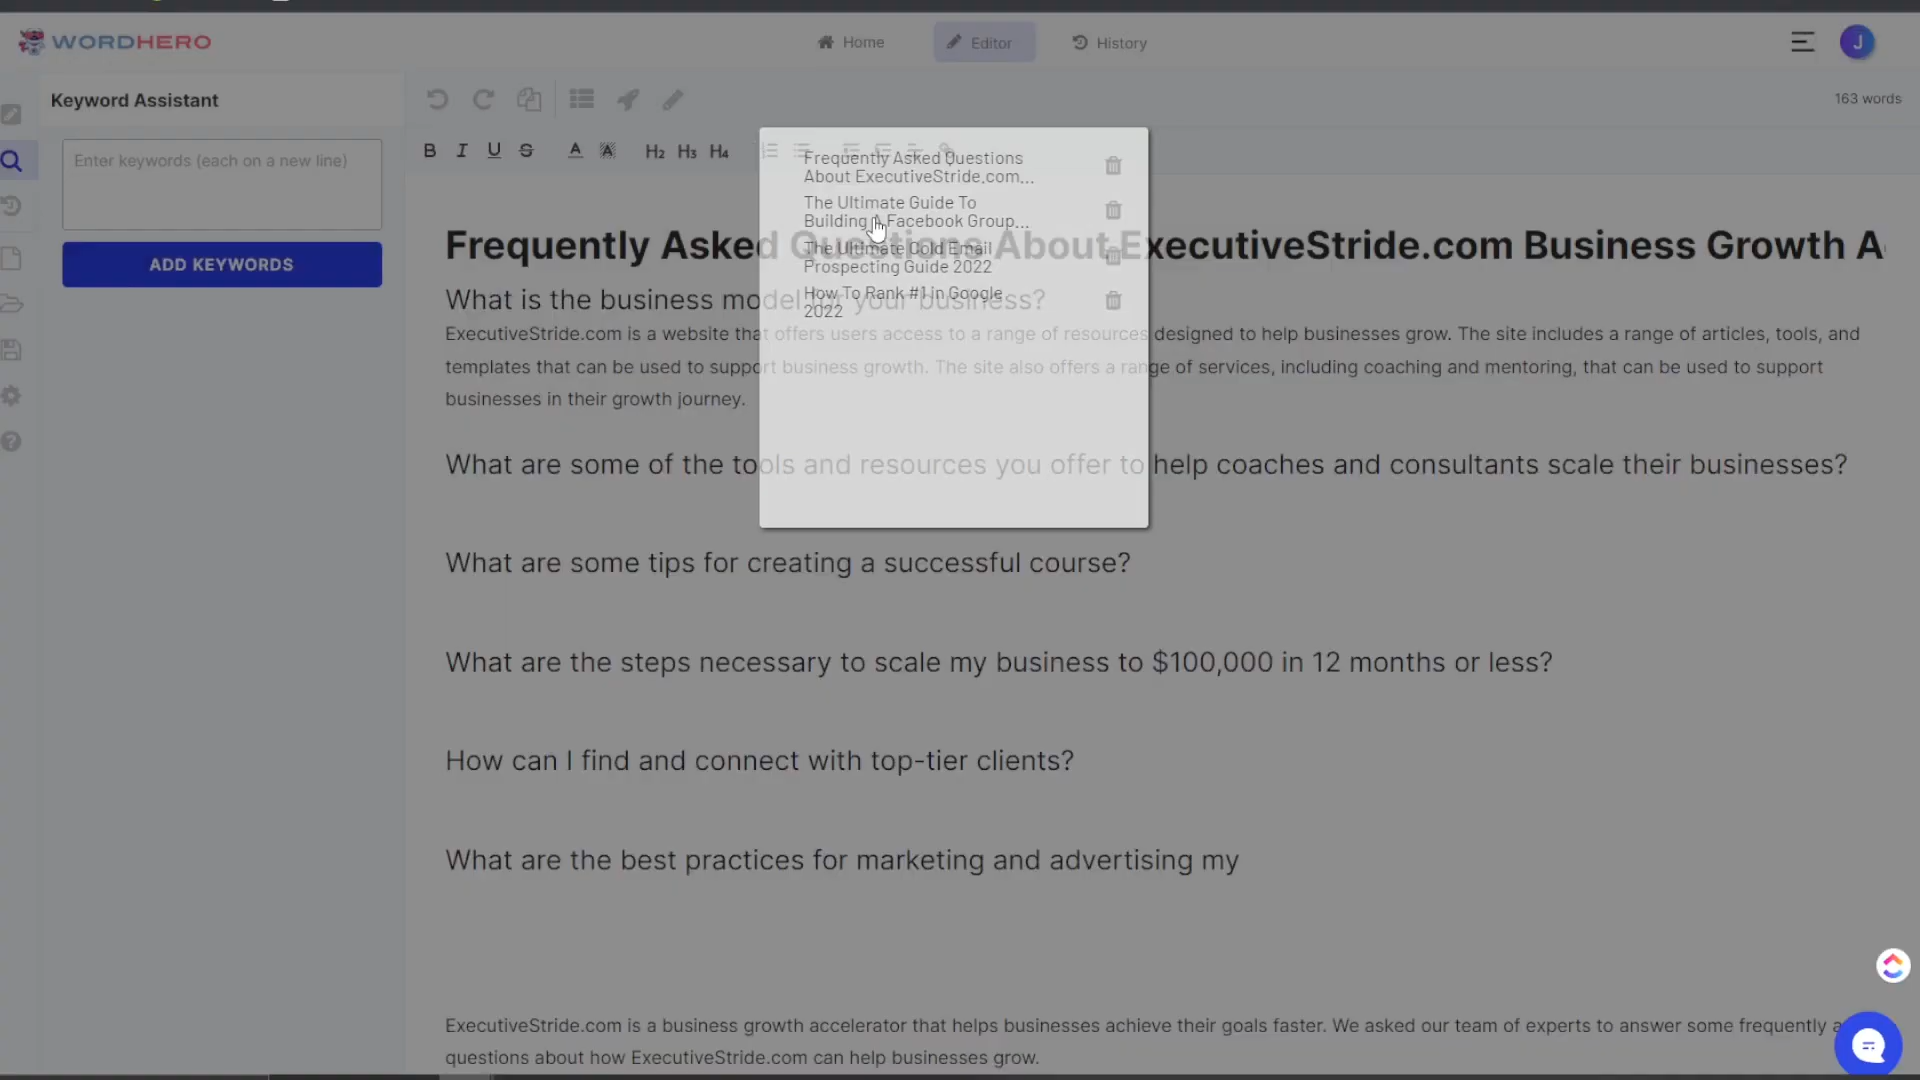 WORDHERO
Home
Editor
History
J
Keyword Assistant
163 words
Enter keywords (each on a new line)
ADD KEYWORDS
B I U S A A H2 H3 H4
Frequently Asked Questions
About ExecutiveStride.com...
The Ultimate Guide To
Building A Facebook Group...
The Ultimate Cold Email
Prospecting Guide 2022
How To Rank #1 in Google
2022
Frequently Asked Questions About ExecutiveStride.com Business Growth A
What is the business model for your business?
ExecutiveStride.com is a website that offers users access to a range of resources designed to help businesses grow. The site includes a range of articles, tools, and
templates that can be used to support business growth. The site also offers a range of services, including coaching and mentoring, that can be used to support
businesses in their growth journey.
What are some of the tools and resources you offer to help coaches and consultants scale their businesses?
What are some tips for creating a successful course?
What are the steps necessary to scale my business to $100,000 in 12 months or less?
How can I find and connect with top-tier clients?
What are the best practices for marketing and advertising my
ExecutiveStride.com is a business growth accelerator that helps businesses achieve their goals faster. We asked our team of experts to answer some frequently a
questions about how ExecutiveStride.com can help businesses grow.